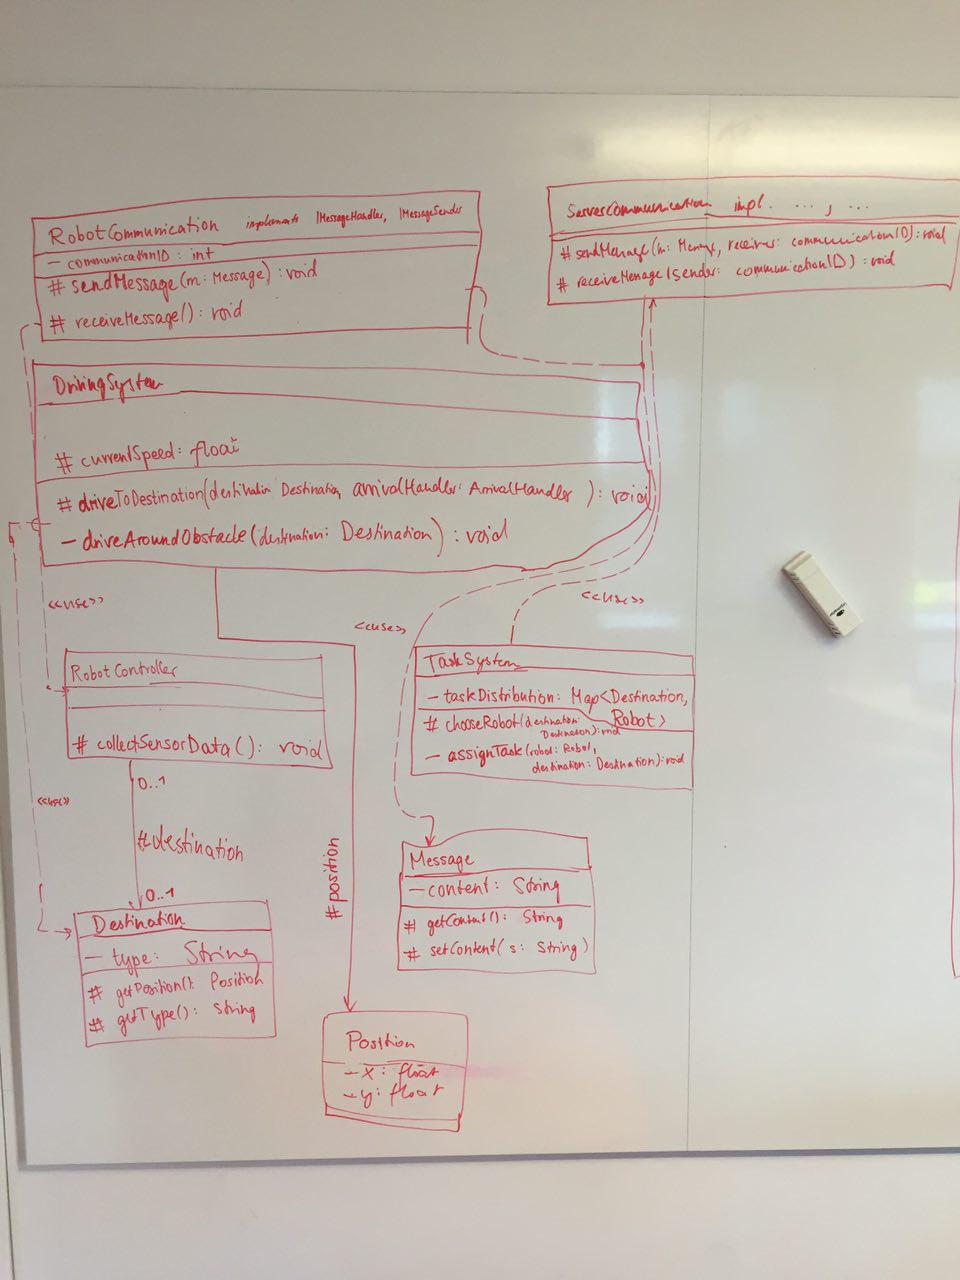 RobotCommunication implements IMessageHandler, IMessageSender
- communicationID: int
# sendMessage(m: Message): void
# receiveMessage(): void
ServerCommunication impl. ..., ...
# sendMessage(m: Message, receiver: communicationID): void
# receiveMessage(sender: communicationID): void
DrivingSystem
# currentSpeed: float
# driveToDestination(destination: Destination, arrivalHandler: ArrivalHandler): void
- driveAroundObstacle(destination: Destination): void
<<use>>
<<use>>
<<use>>
RobotController
# collectSensorData(): void
TaskSystem
- taskDistribution: Map<Destination,
Robot>
# chooseRobot(destination:
Destination): void
- assignTask(robot: Robot,
destination: Destination): void
0..1
<<use>>
#destination
#position
0..1
Message
- content: String
# getContent(): String
# setContent(s: String)
Destination
- type: String
# getPosition(): Position
# getType(): String
Position
- x: float
- y: float